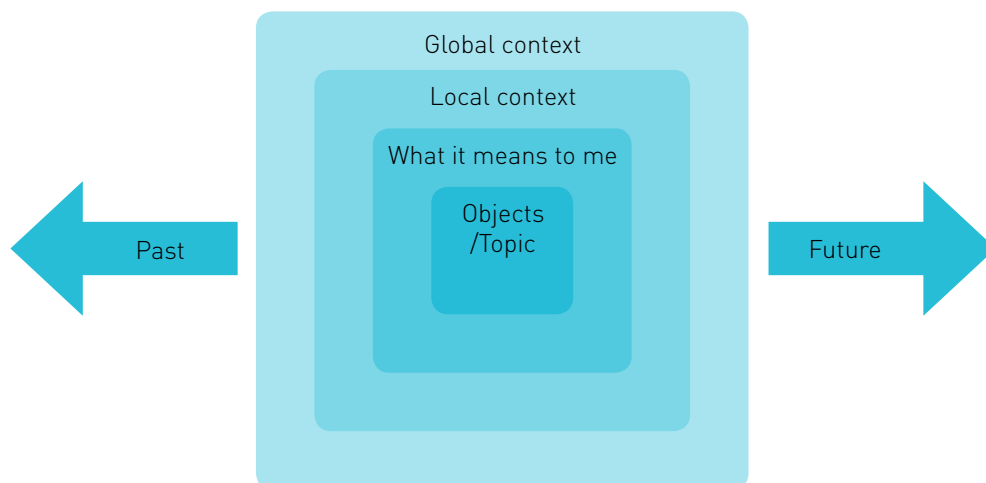 Global context
Local context
What it means to me
Objects
/Topic
Past
Future